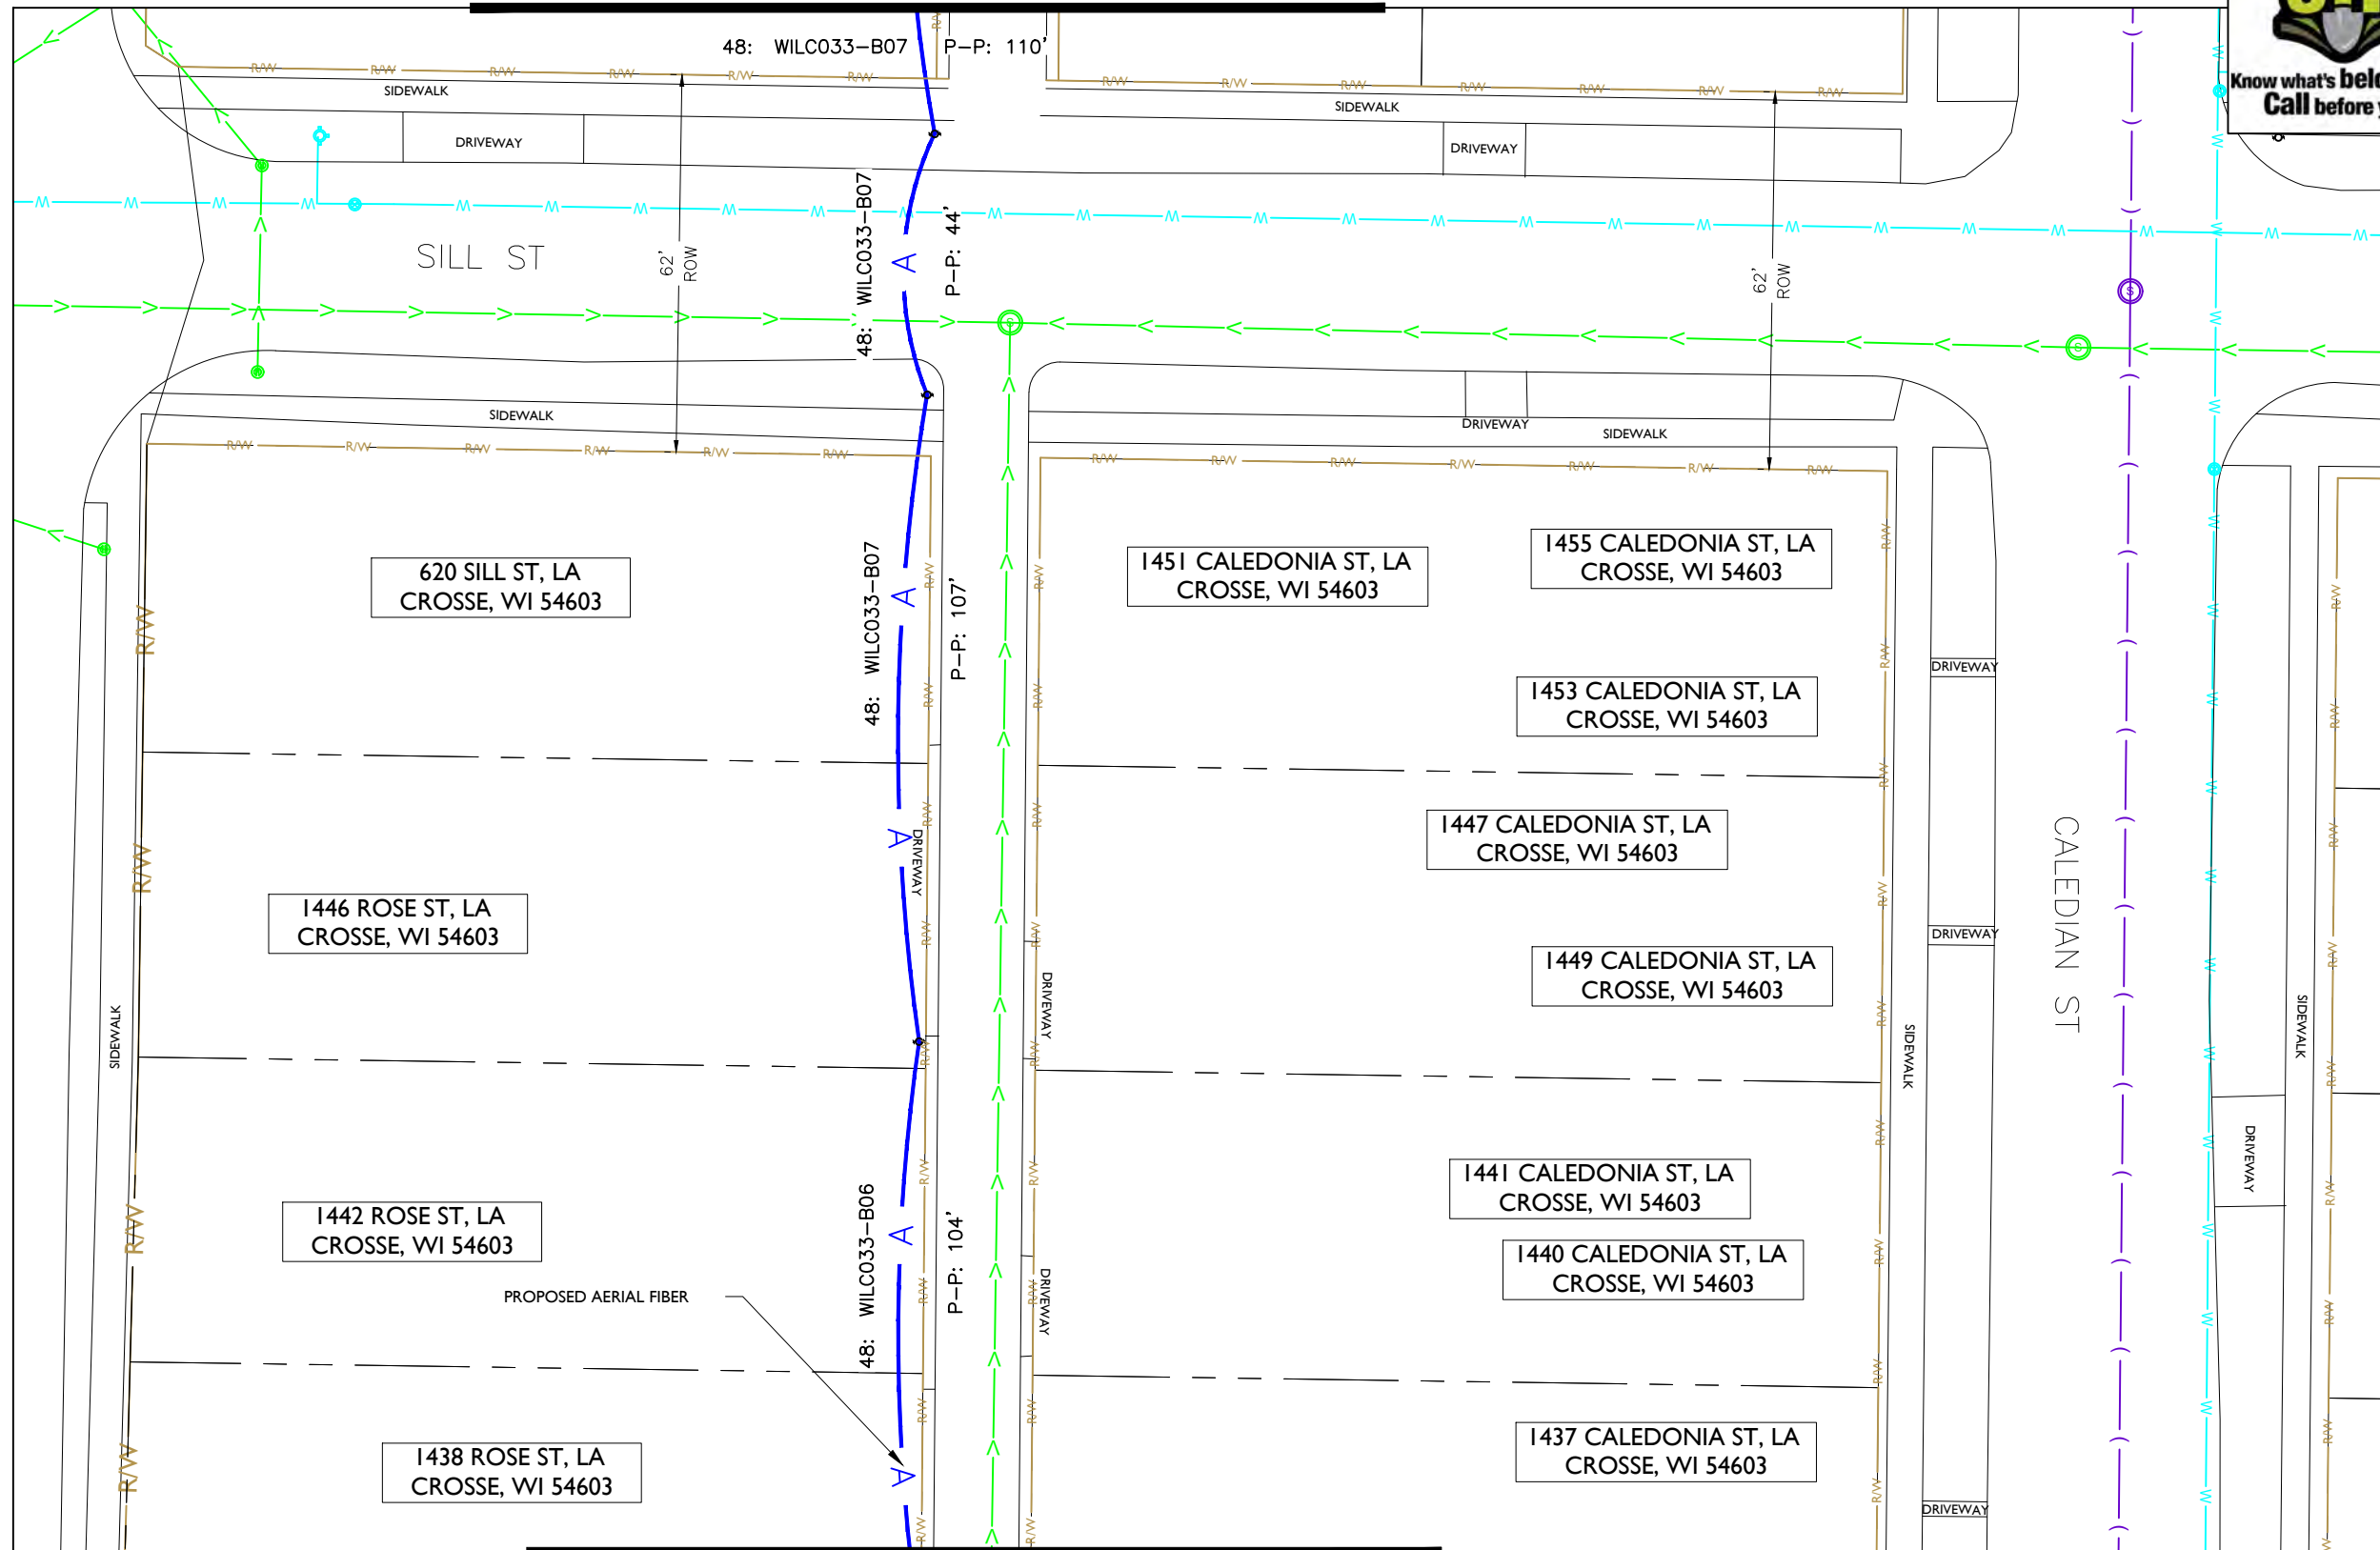 48: WILC033-B07 P-P: 110'
Know what's
Call before
SIDEWALK
SIDEWALK
DRIVEWAY
DRIVEWAY
SILL ST
62'
ROW
48: WILC033-B07
P-P: 44'
62'
ROW
SIDEWALK
DRIVEWAY
SIDEWALK
620 SILL ST, LA
CROSSE, WI 54603
48: WILC033-B07
P-P: 107'
1451 CALEDONIA ST, LA
CROSSE, WI 54603
1455 CALEDONIA ST, LA
CROSSE, WI 54603
DRIVEWAY
1453 CALEDONIA ST, LA
CROSSE, WI 54603
1447 CALEDONIA ST, LA
CROSSE, WI 54603
DRIVEWAY
CALEDIAN ST
1446 ROSE ST, LA
CROSSE, WI 54603
DRIVEWAY
1449 CALEDONIA ST, LA
CROSSE, WI 54603
DRIVEWAY
SIDEWALK
SIDEWALK
SIDEWALK
1442 ROSE ST, LA
CROSSE, WI 54603
48: WILC033-B06
P-P: 104'
1441 CALEDONIA ST, LA
CROSSE, WI 54603
DRIVEWAY
1440 CALEDONIA ST, LA
CROSSE, WI 54603
PROPOSED AERIAL FIBER
DRIVEWAY
1438 ROSE ST, LA
CROSSE, WI 54603
1437 CALEDONIA ST, LA
CROSSE, WI 54603
DRIVEWAY